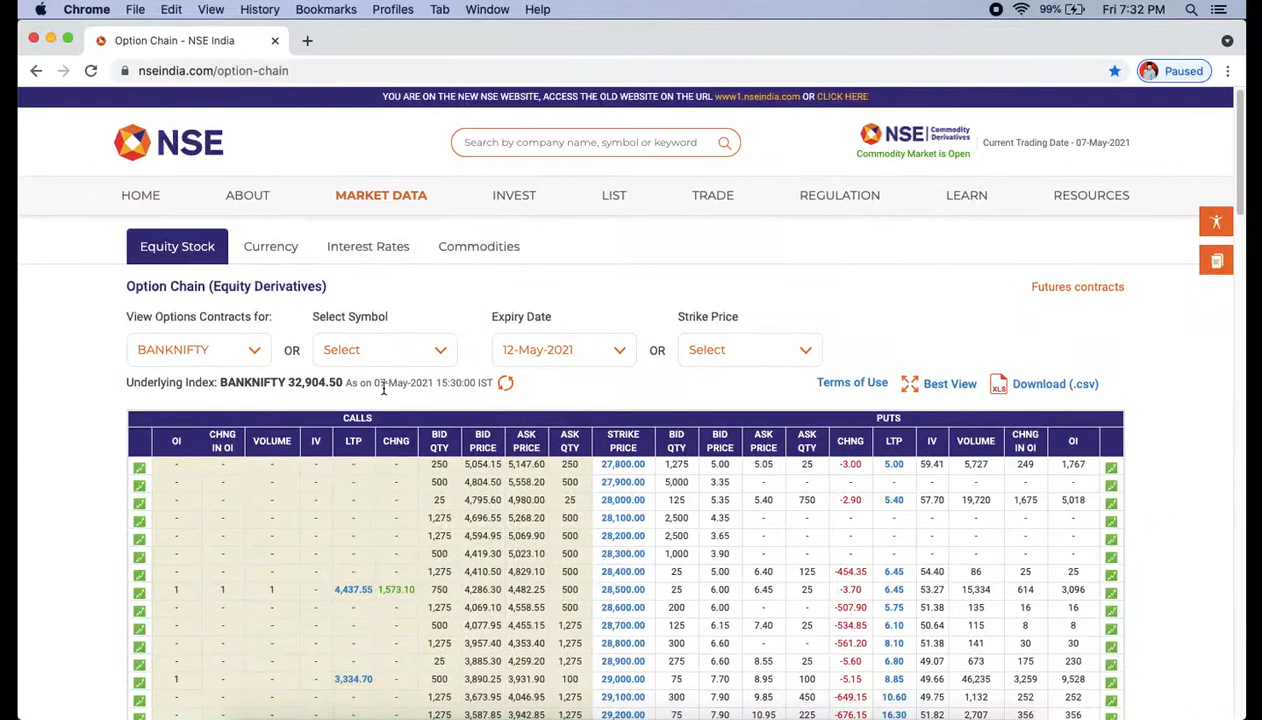 Chrome File Edit View History Bookmarks Profiles Tab Window Help 99% Fri 7:32 PM
Option Chain - NSE India
nseindia.com/option-chain Paused
YOU ARE ON THE NEW NSE WEBSITE, ACCESS THE OLD WEBSITE ON THE URL www1.nseindia.com OR CLICK HERE
NSE Search by company name, symbol or keyword NSE Commodity Derivatives Current Trading Date - 07-May-2021
Commodity Market is Open
HOME ABOUT MARKET DATA INVEST LIST TRADE REGULATION LEARN RESOURCES
Equity Stock Currency Interest Rates Commodities
Option Chain (Equity Derivatives) Futures contracts
View Options Contracts for: Select Symbol Expiry Date Strike Price
BANKNIFTY OR Select 12-May-2021 OR Select
Underlying Index: BANKNIFTY 32,904.50 As on 07-May-2021 15:30:00 IST Terms of Use Best View XLS Download (.csv)
CALLS PUTS
OI CHNG IN OI VOLUME IV LTP CHNG BID QTY BID PRICE ASK PRICE ASK QTY STRIKE PRICE BID QTY BID PRICE ASK PRICE ASK QTY CHNG LTP IV VOLUME CHNG IN OI OI
- - - - - - 250 5,054.15 5,147.60 250 27,800.00 1,275 5.00 5.05 25 -3.00 5.00 59.41 5,727 249 1,767
- - - - - - 500 4,804.50 5,558.20 500 27,900.00 5,000 3.35 - - - - - - - -
- - - - - - 25 4,795.60 4,980.00 25 28,000.00 125 5.35 5.40 750 -2.90 5.40 57.70 19,720 1,675 5,018
- - - - - - 1,275 4,696.55 5,268.20 500 28,100.00 2,500 4.35 - - - - - - - -
- - - - - - 1,275 4,594.95 5,069.90 500 28,200.00 2,500 3.65 - - - - - - - -
- - - - - - 500 4,419.30 5,023.10 500 28,300.00 1,000 3.90 - - - - - - - -
- - - - - - 1,275 4,410.50 4,829.10 500 28,400.00 25 5.00 6.40 125 -454.35 6.45 54.40 86 25 25
1 1 1 - 4,437.55 1,573.10 750 4,286.30 4,482.25 500 28,500.00 25 6.00 6.45 25 -3.70 6.45 53.27 15,334 614 3,096
- - - - - - 1,275 4,069.10 4,558.55 500 28,600.00 200 6.00 - - -507.90 5.75 51.38 135 16 16
- - - - - - 500 4,077.95 4,455.15 1,275 28,700.00 125 6.15 7.40 25 -534.85 6.10 50.64 115 8 8
- - - - - - 1,275 3,957.40 4,353.40 1,275 28,800.00 300 6.60 - - -561.20 8.10 51.38 141 30 30
- - - - - - 25 3,885.30 4,259.20 1,275 28,900.00 275 6.60 8.55 25 -5.60 6.80 49.07 673 175 230
1 - - - 3,334.70 - 500 3,890.25 3,931.90 100 29,000.00 75 7.70 8.95 100 -5.15 8.85 49.66 46,235 3,259 9,528
- - - - - - 1,275 3,673.95 4,046.95 1,275 29,100.00 300 7.90 9.85 450 -649.15 10.60 49.75 1,132 252 252
- - - - - - 1,275 3,587.85 3,942.85 1,275 29,200.00 75 7.90 10.95 225 -676.15 16.30 51.82 2,707 356 356